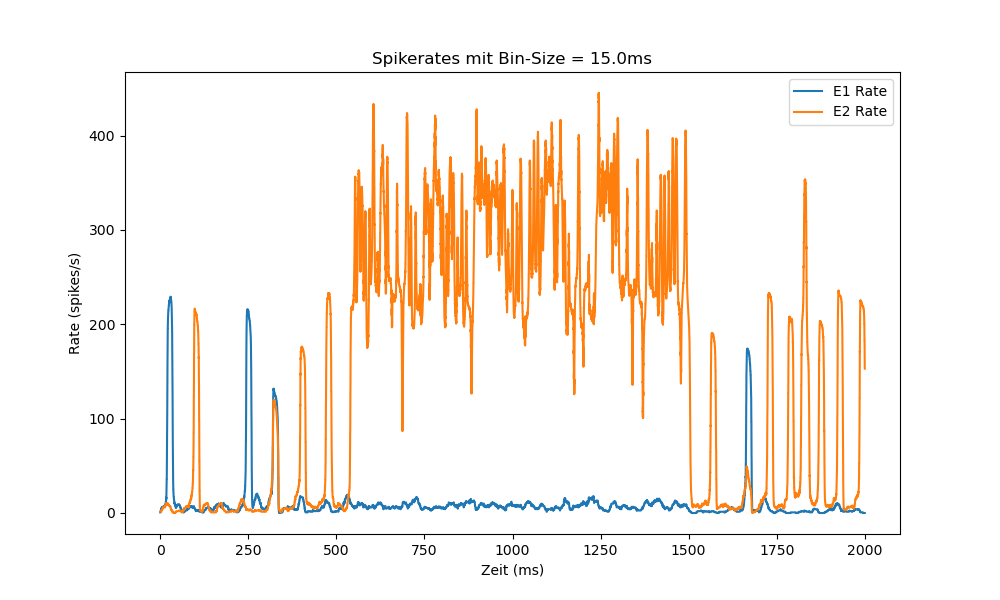 Spikerates mit Bin-Size = 15.0ms
E1 Rate
E2 Rate
400
300
200
100
0
Rate (spikes/s)
0 250 500 750 1000 1250 1500 1750 2000
Zeit (ms)